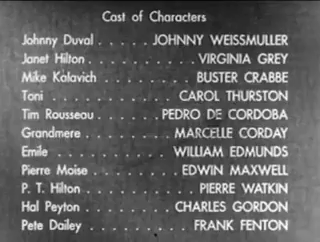 Cast of Characters
Johnny Duval . . . . . . JOHNNY WEISSMULLER
Janet Hilton . . . . . . . . . . . VIRGINIA GREY
Mike Kalavich . . . . . . . . . BUSTER CRABBE
Toni . . . . . . . . . . . . . CAROL THURSTON
Tim Rousseau . . . . . . . PEDRO DE CORDOBA
Grandmere . . . . . . . . . MARCELLE CORDAY
Emile . . . . . . . . . . . . . WILLIAM EDMUNDS
Pierre Moise . . . . . . . . . EDWIN MAXWELL
P. T. Hilton . . . . . . . . . . . PIERRE WATKIN
Hal Peyton . . . . . . . . . CHARLES GORDON
Pete Dailey . . . . . . . . . . . FRANK FENTON